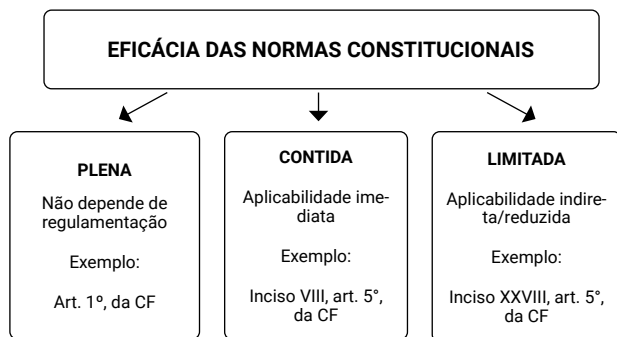 EFICÁCIA DAS NORMAS CONSTITUCIONAIS
PLENA
Não depende de
regulamentação
Exemplo:
Art. 1º, da CF
CONTIDA
Aplicabilidade ime-
diata
Exemplo:
Inciso VIII, art. 5°,
da CF
LIMITADA
Aplicabilidade indire-
ta/reduzida
Exemplo:
Inciso XXVIII, art. 5°,
da CF